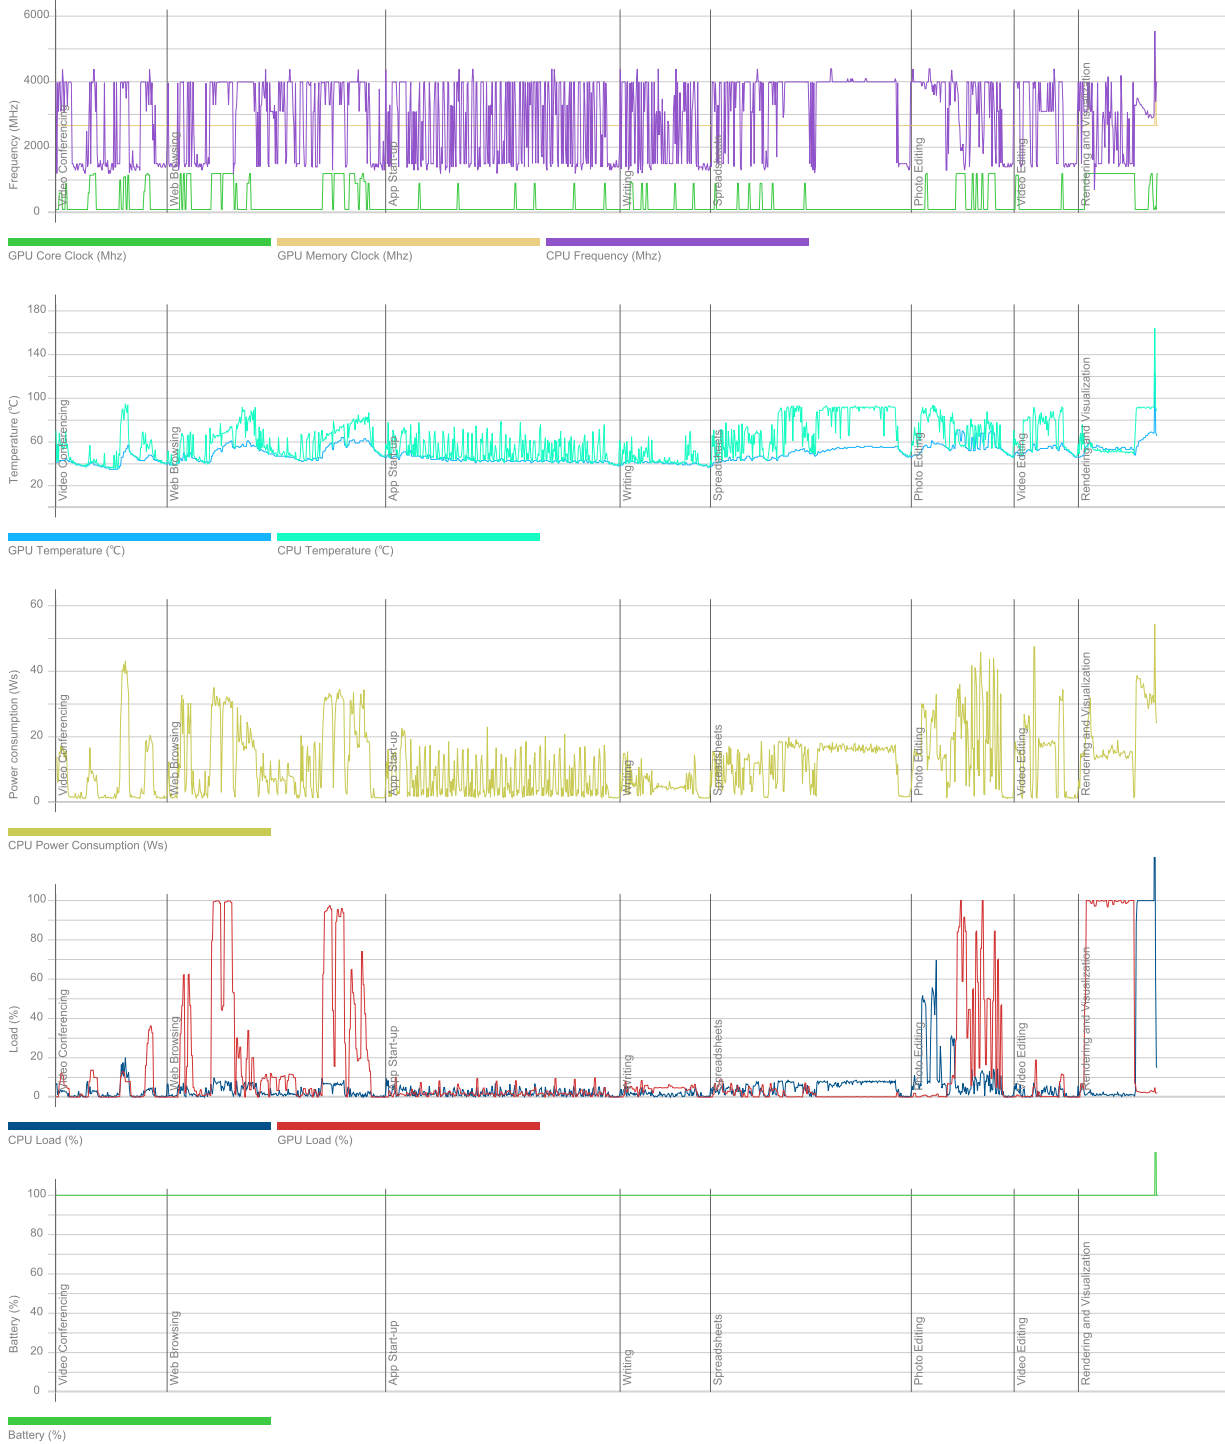 6000
4000
2000
0
Frequency (MHz)
Video Conferencing
Web Browsing
App Start-up
Writing
Spreadsheets
Photo Editing
Video Editing
Rendering and Visualization
GPU Core Clock (Mhz)
GPU Memory Clock (Mhz)
CPU Frequency (Mhz)
180
140
100
60
20
Temperature (°C)
Video Conferencing
Web Browsing
App Start-up
Writing
Spreadsheets
Photo Editing
Video Editing
Rendering and Visualization
GPU Temperature (°C)
CPU Temperature (°C)
60
40
20
0
Power consumption (Ws)
Video Conferencing
Web Browsing
App Start-up
Writing
Spreadsheets
Photo Editing
Video Editing
Rendering and Visualization
CPU Power Consumption (Ws)
100
80
60
40
20
0
Load (%)
Video Conferencing
Web Browsing
App Start-up
Writing
Spreadsheets
Photo Editing
Video Editing
Rendering and Visualization
CPU Load (%)
GPU Load (%)
100
80
60
40
20
0
Battery (%)
Video Conferencing
Web Browsing
App Start-up
Writing
Spreadsheets
Photo Editing
Video Editing
Rendering and Visualization
Battery (%)